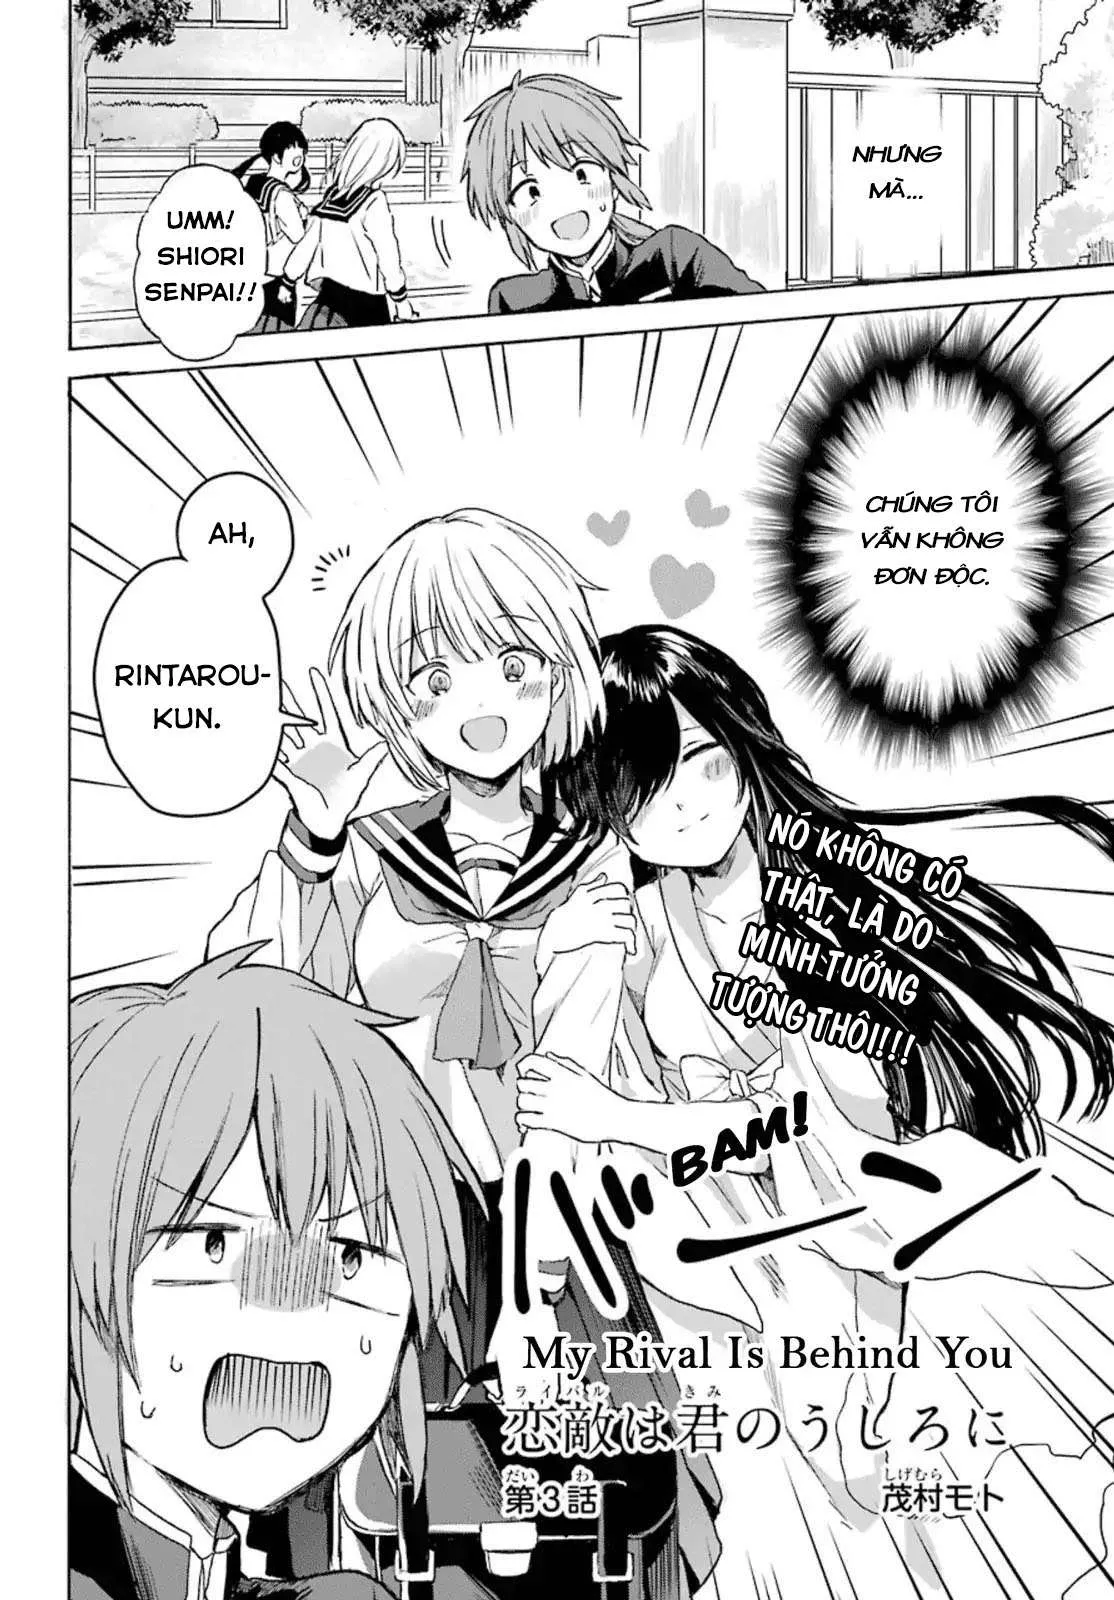 NHƯNG
MÀ...
UMM!
SHIORI
SENPAI!!
CHÚNG TÔI
VẪN KHÔNG
ĐƠN ĐỘC.
AH,
RINTAROU-
KUN.
NÓ KHÔNG CÓ
THẬT, LÀ DO
MÌNH TƯỞNG
TƯỢNG THÔI!!!
BAM!
バーン
My Rival Is Behind You
ライバル きみ
恋敵は君のうしろに
だい わ
第3話
しげむら
茂村モト